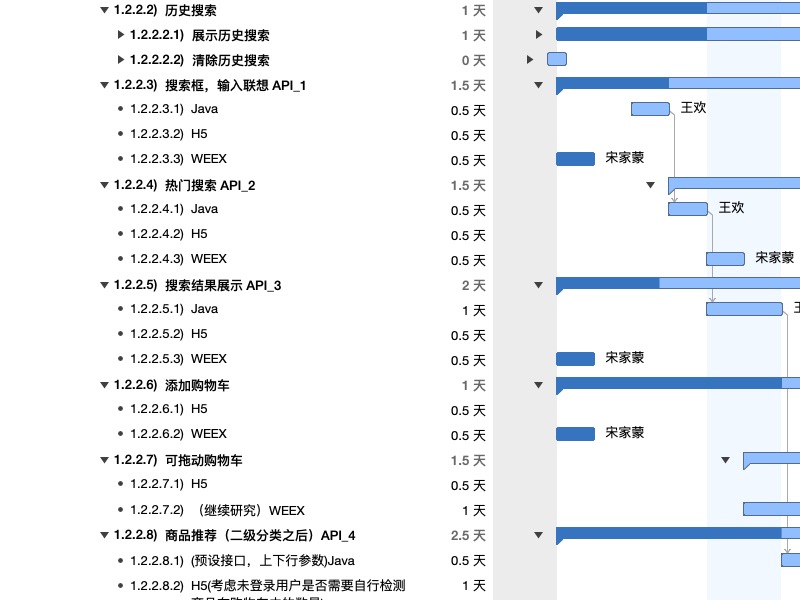 1.2.2.2) 历史搜索 1 天
1.2.2.2.1) 展示历史搜索 1 天
1.2.2.2.2) 清除历史搜索 0 天
1.2.2.3) 搜索框，输入联想 API_1 1.5 天
1.2.2.3.1) Java 0.5 天 王欢
1.2.2.3.2) H5 0.5 天
1.2.2.3.3) WEEX 0.5 天 宋家蒙
1.2.2.4) 热门搜索 API_2 1.5 天
1.2.2.4.1) Java 0.5 天 王欢
1.2.2.4.2) H5 0.5 天
1.2.2.4.3) WEEX 0.5 天 宋家蒙
1.2.2.5) 搜索结果展示 API_3 2 天
1.2.2.5.1) Java 1 天
1.2.2.5.2) H5 0.5 天
1.2.2.5.3) WEEX 0.5 天 宋家蒙
1.2.2.6) 添加购物车 1 天
1.2.2.6.1) H5 0.5 天
1.2.2.6.2) WEEX 0.5 天 宋家蒙
1.2.2.7) 可拖动购物车 1.5 天
1.2.2.7.1) H5 0.5 天
1.2.2.7.2) （继续研究）WEEX 1 天
1.2.2.8) 商品推荐（二级分类之后）API_4 2.5 天
1.2.2.8.1) (预设接口，上下行参数)Java 0.5 天
1.2.2.8.2) H5(考虑未登录用户是否需要自行检测 1 天